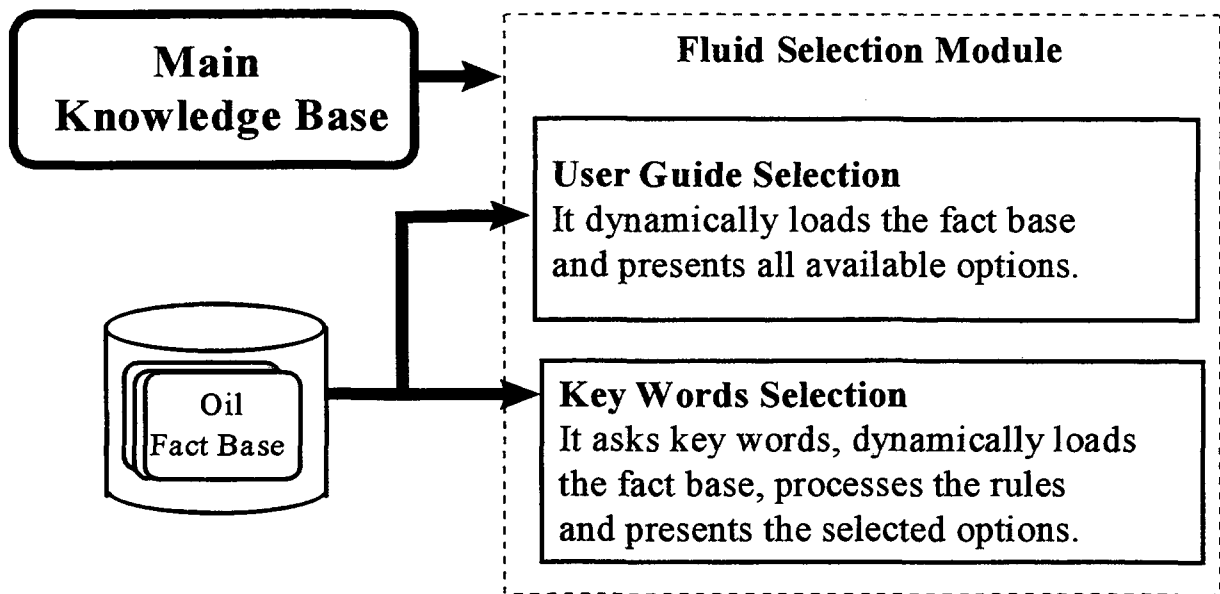 Main
Knowledge Base
Fluid Selection Module
User Guide Selection
It dynamically loads the fact base
and presents all available options.
Oil
Fact Base
Key Words Selection
It asks key words, dynamically loads
the fact base, processes the rules
and presents the selected options.